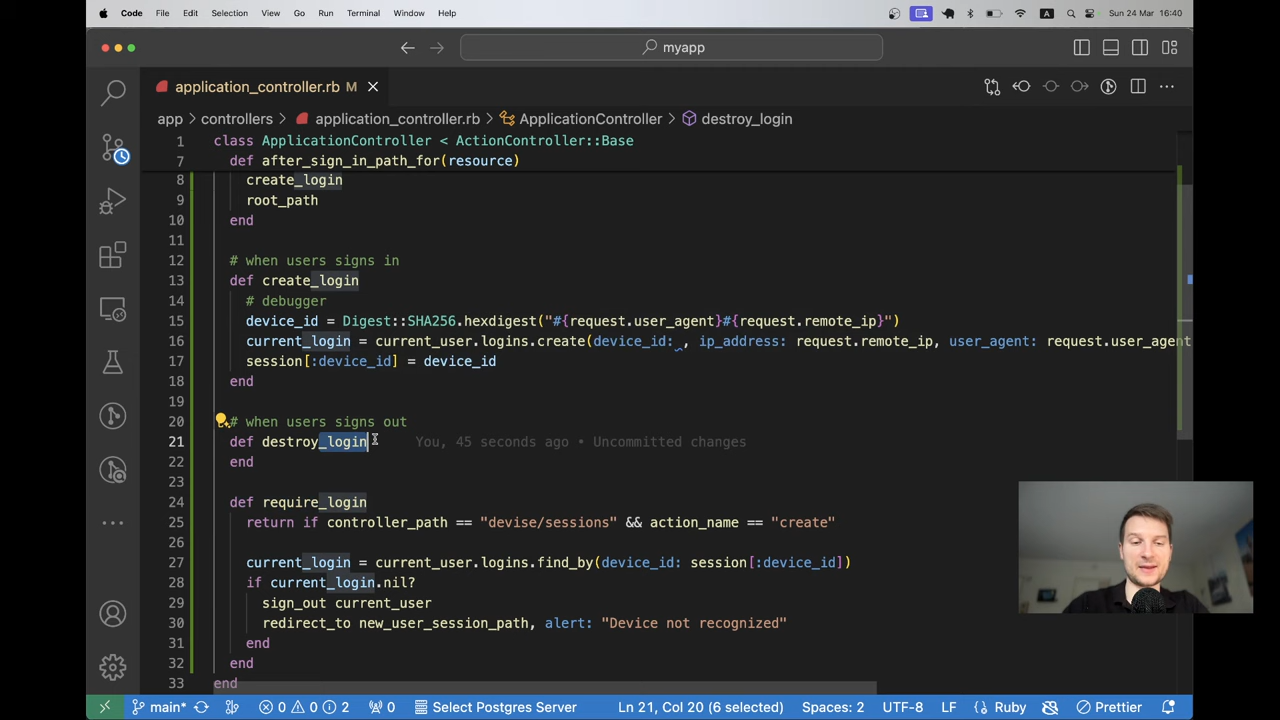 Code File Edit Selection View Go Run Terminal Window Help A Sun 24 Mar 16:40
myapp
application_controller.rb M
app > controllers > application_controller.rb > ApplicationController > destroy_login
1 class ApplicationController < ActionController::Base
7 def after_sign_in_path_for(resource)
8 create_login
9 root_path
10 end
11
12 # when users signs in
13 def create_login
14 # debugger
15 device_id = Digest::SHA256.hexdigest("#{request.user_agent}#{request.remote_ip}")
16 current_login = current_user.logins.create(device_id: , ip_address: request.remote_ip, user_agent: request.user_agent
17 session[:device_id] = device_id
18 end
19
20 # when users signs out
21 def destroy_login You, 45 seconds ago • Uncommitted changes
22 end
23
24 def require_login
25 return if controller_path == "devise/sessions" && action_name == "create"
26
27 current_login = current_user.logins.find_by(device_id: session[:device_id])
28 if current_login.nil?
29 sign_out current_user
30 redirect_to new_user_session_path, alert: "Device not recognized"
31 end
32 end
33 end
main* 0 0 2 0 Select Postgres Server Ln 21, Col 20 (6 selected) Spaces: 2 UTF-8 LF Ruby Prettier